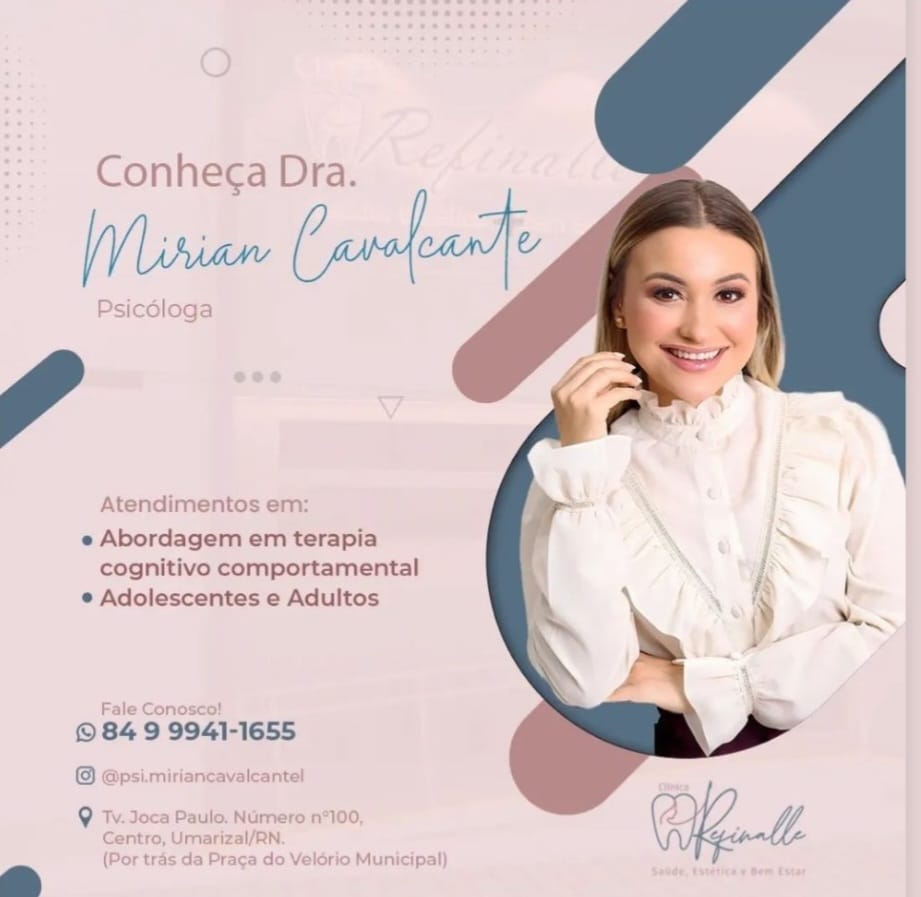 Refinalle
Conheça Dra.
Mirian Cavalcante
Psicóloga
Atendimentos em:
Abordagem em terapia
cognitivo comportamental
Adolescentes e Adultos
Fale Conosco!
84 9 9941-1655
@psi.miriancavalcantel
Tv. Joca Paulo. Número n°100,
Centro, Umarizal/RN.
(Por trás da Praça do Velório Municipal)
Clínica
Refinalle
Saúde, Estética e Bem Estar